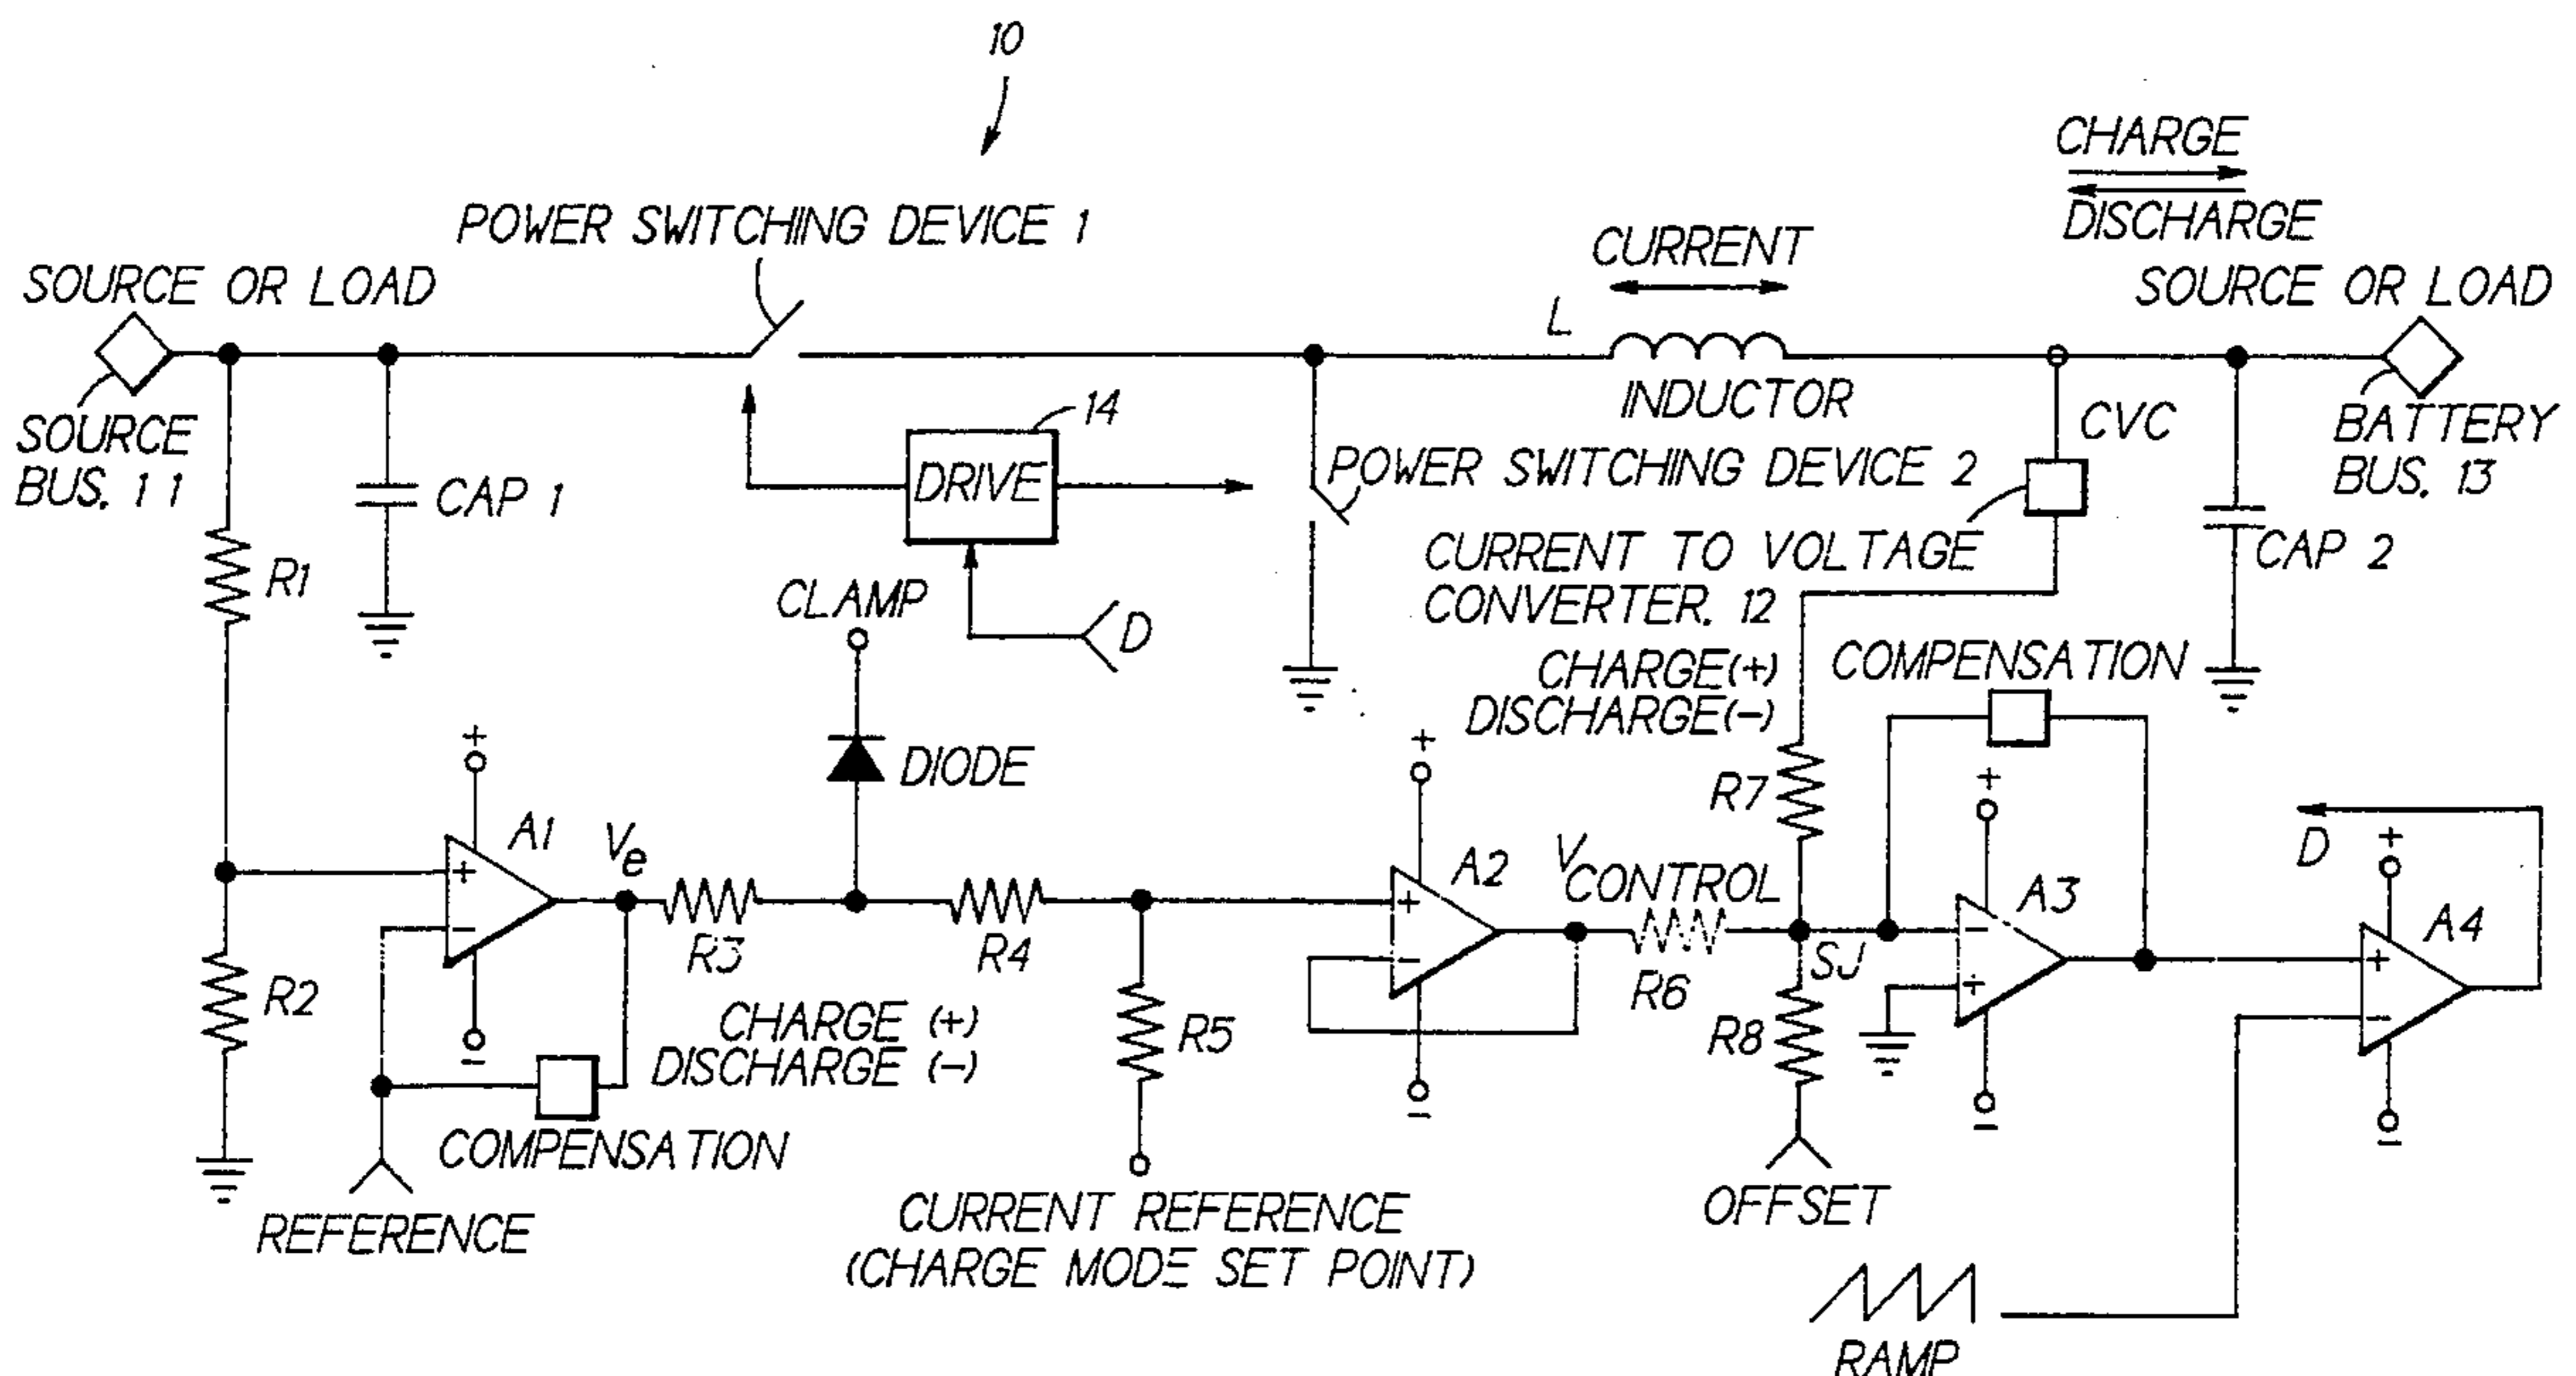 10
CHARGE
DISCHARGE
POWER SWITCHING DEVICE 1
CURRENT
SOURCE OR LOAD
SOURCE OR LOAD
L
INDUCTOR
SOURCE
BUS. 11
CAP 1
14
DRIVE
POWER SWITCHING DEVICE 2
CVC
BATTERY
BUS. 13
R1
CLAMP
D
CURRENT TO VOLTAGE
CONVERTER. 12
CAP 2
CHARGE(+)
DISCHARGE(-)
COMPENSATION
+
DIODE
+
R7
+
A1
Ve
+
-
A2
+
-
VCONTROL
A3
-
+
D
+
A4
+
-
R3
R4
R6
SJ
R2
-
CHARGE (+)
DISCHARGE (-)
R5
-
R8
-
-
COMPENSATION
REFERENCE
CURRENT REFERENCE
(CHARGE MODE SET POINT)
OFFSET
RAMP